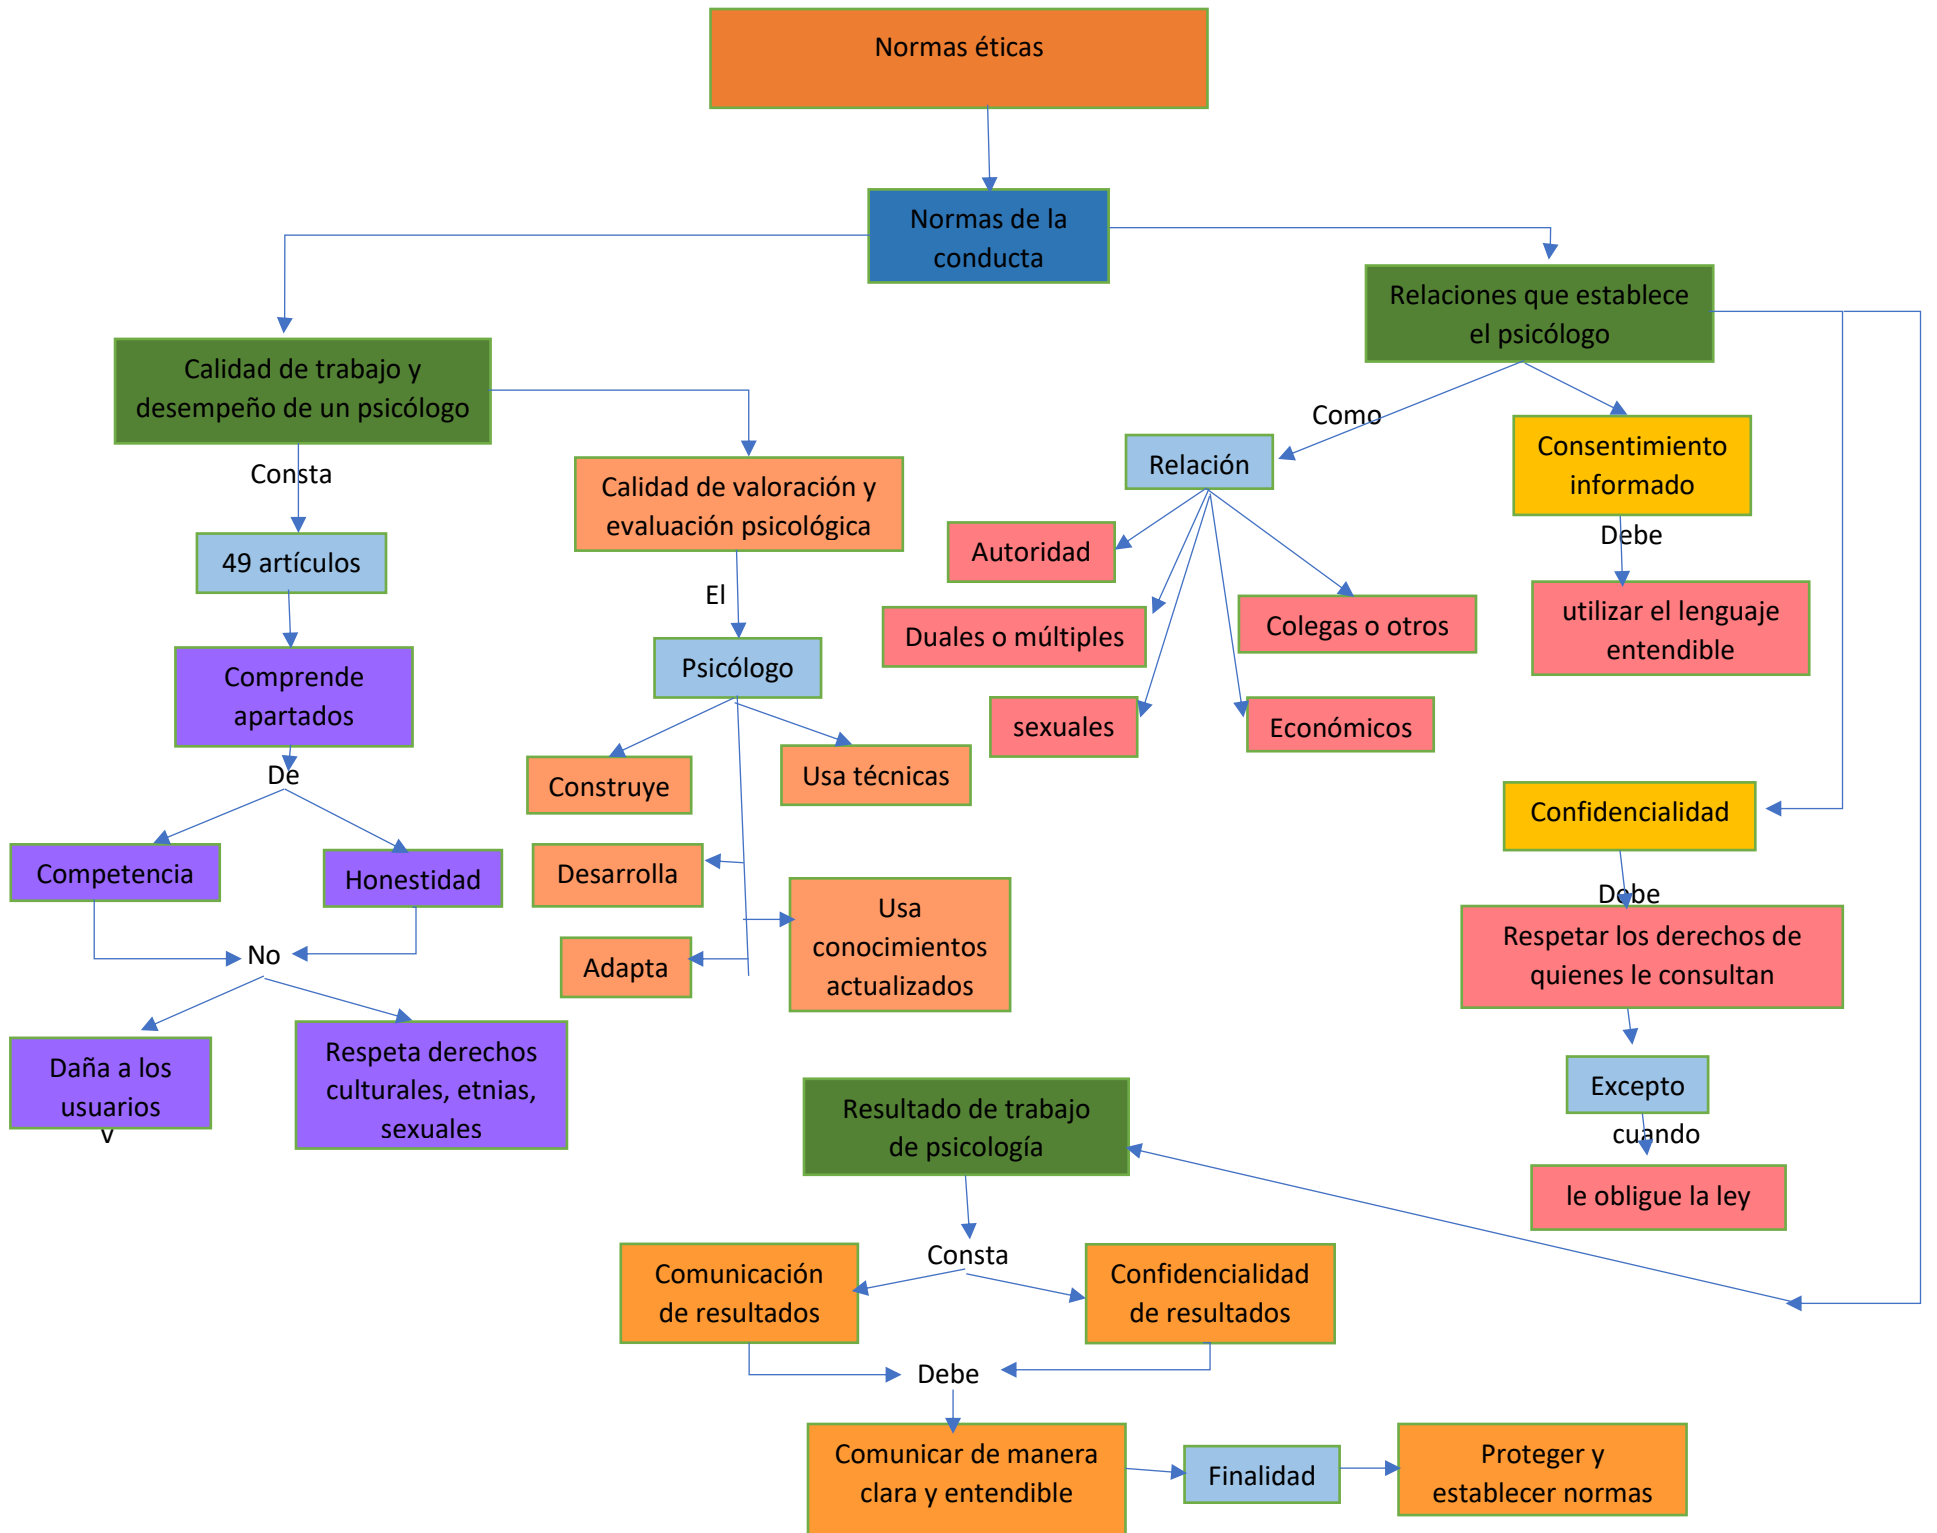 Normas éticas
Normas de la
conducta
Calidad de trabajo y
desempeño de un psicólogo
Consta
49 artículos
Comprende
apartados
De
Competencia
Honestidad
No
Daña a los
usuarios
y
Respeta derechos
culturales, etnias,
sexuales
Calidad de valoración y
evaluación psicológica
El
Psicólogo
Construye
Usa técnicas
Desarrolla
Adapta
Usa
conocimientos
actualizados
Relaciones que establece
el psicólogo
Como
Relación
Autoridad
Duales o múltiples
sexuales
Económicos
Colegas o otros
Consentimiento
informado
Debe
utilizar el lenguaje
entendible
Confidencialidad
Debe
Respetar los derechos de
quienes le consultan
Excepto
cuando
le obligue la ley
Resultado de trabajo
de psicología
Consta
Comunicación
de resultados
Confidencialidad
de resultados
Debe
Comunicar de manera
clara y entendible
Finalidad
Proteger y
establecer normas